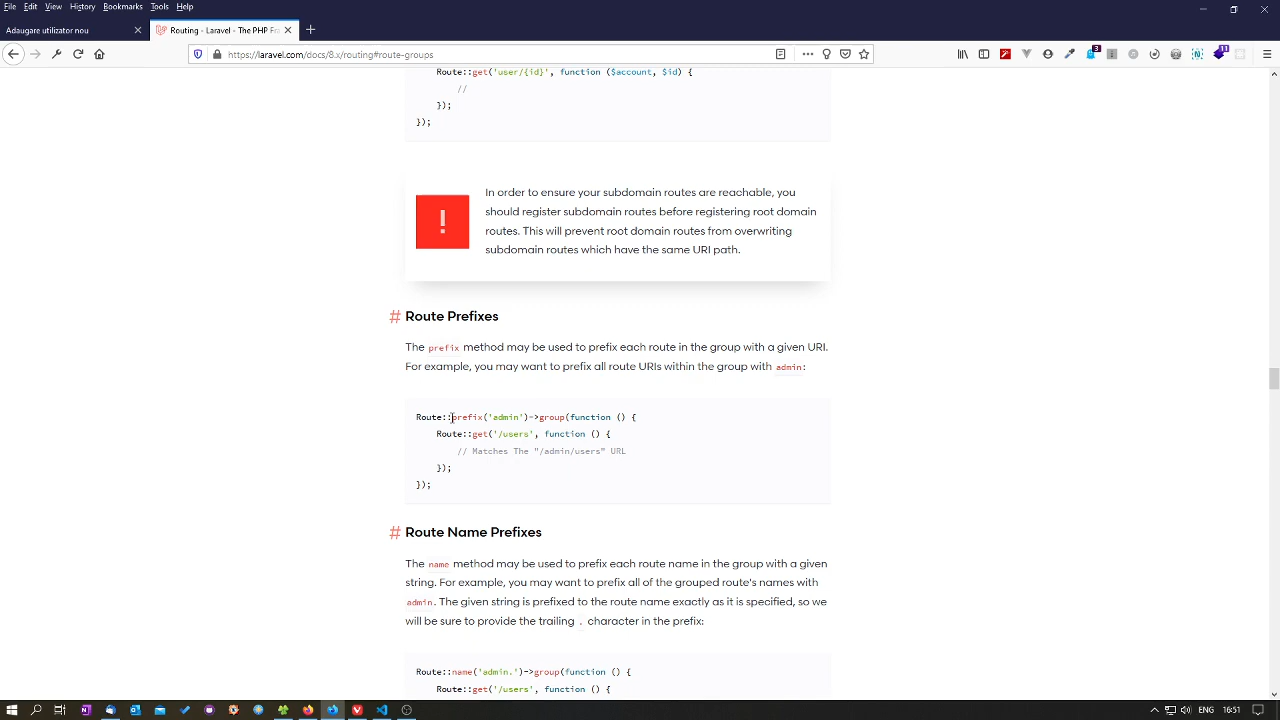 File Edit View History Bookmarks Tools Help
Adaugare utilizator nou
Routing - Laravel - The PHP Fr
https://laravel.com/docs/8.x/routing#route-groups
3
11
Route::get('user/{id}', function ($account, $id) {
//
});
});
!
In order to ensure your subdomain routes are reachable, you
should register subdomain routes before registering root domain
routes. This will prevent root domain routes from overwriting
subdomain routes which have the same URI path.
# Route Prefixes
The prefix method may be used to prefix each route in the group with a given URI.
For example, you may want to prefix all route URIs within the group with admin:
Route::prefix('admin')->group(function () {
Route::get('/users', function () {
// Matches The "/admin/users" URL
});
});
# Route Name Prefixes
The name method may be used to prefix each route name in the group with a given
string. For example, you may want to prefix all of the grouped route's names with
admin. The given string is prefixed to the route name exactly as it is specified, so we
will be sure to provide the trailing . character in the prefix:
Route::name('admin.')->group(function () {
Route::get('/users', function () {
ENG 16:51